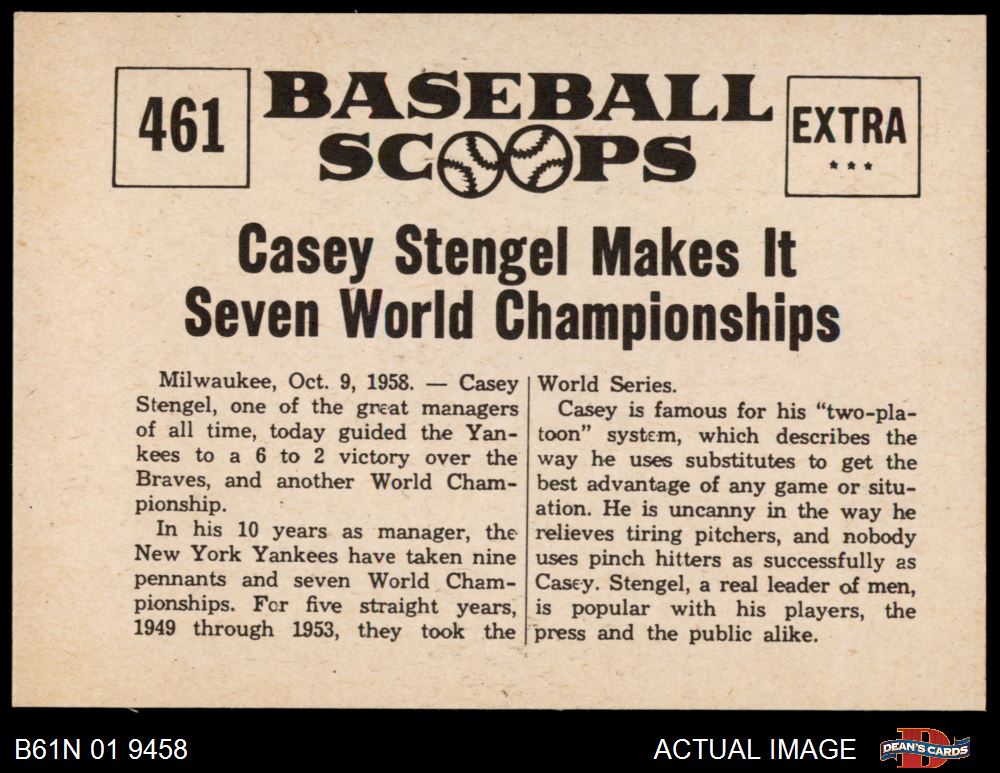 461
BASEBALL
SCOOPS
EXTRA
***
Casey Stengel Makes It
Seven World Championships
Milwaukee, Oct. 9, 1958. — Casey
Stengel, one of the great managers
of all time, today guided the Yan-
kees to a 6 to 2 victory over the
Braves, and another World Cham-
pionship.
In his 10 years as manager, the
New York Yankees have taken nine
pennants and seven World Cham-
pionships. For five straight years,
1949 through 1953, they took the
World Series.
Casey is famous for his "two-pla-
toon" system, which describes the
way he uses substitutes to get the
best advantage of any game or situ-
ation. He is uncanny in the way he
relieves tiring pitchers, and nobody
uses pinch hitters as successfully as
Casey. Stengel, a real leader of men,
is popular with his players, the
press and the public alike.
B61N 01 9458
ACTUAL IMAGE
B
DEAN'S CARDS